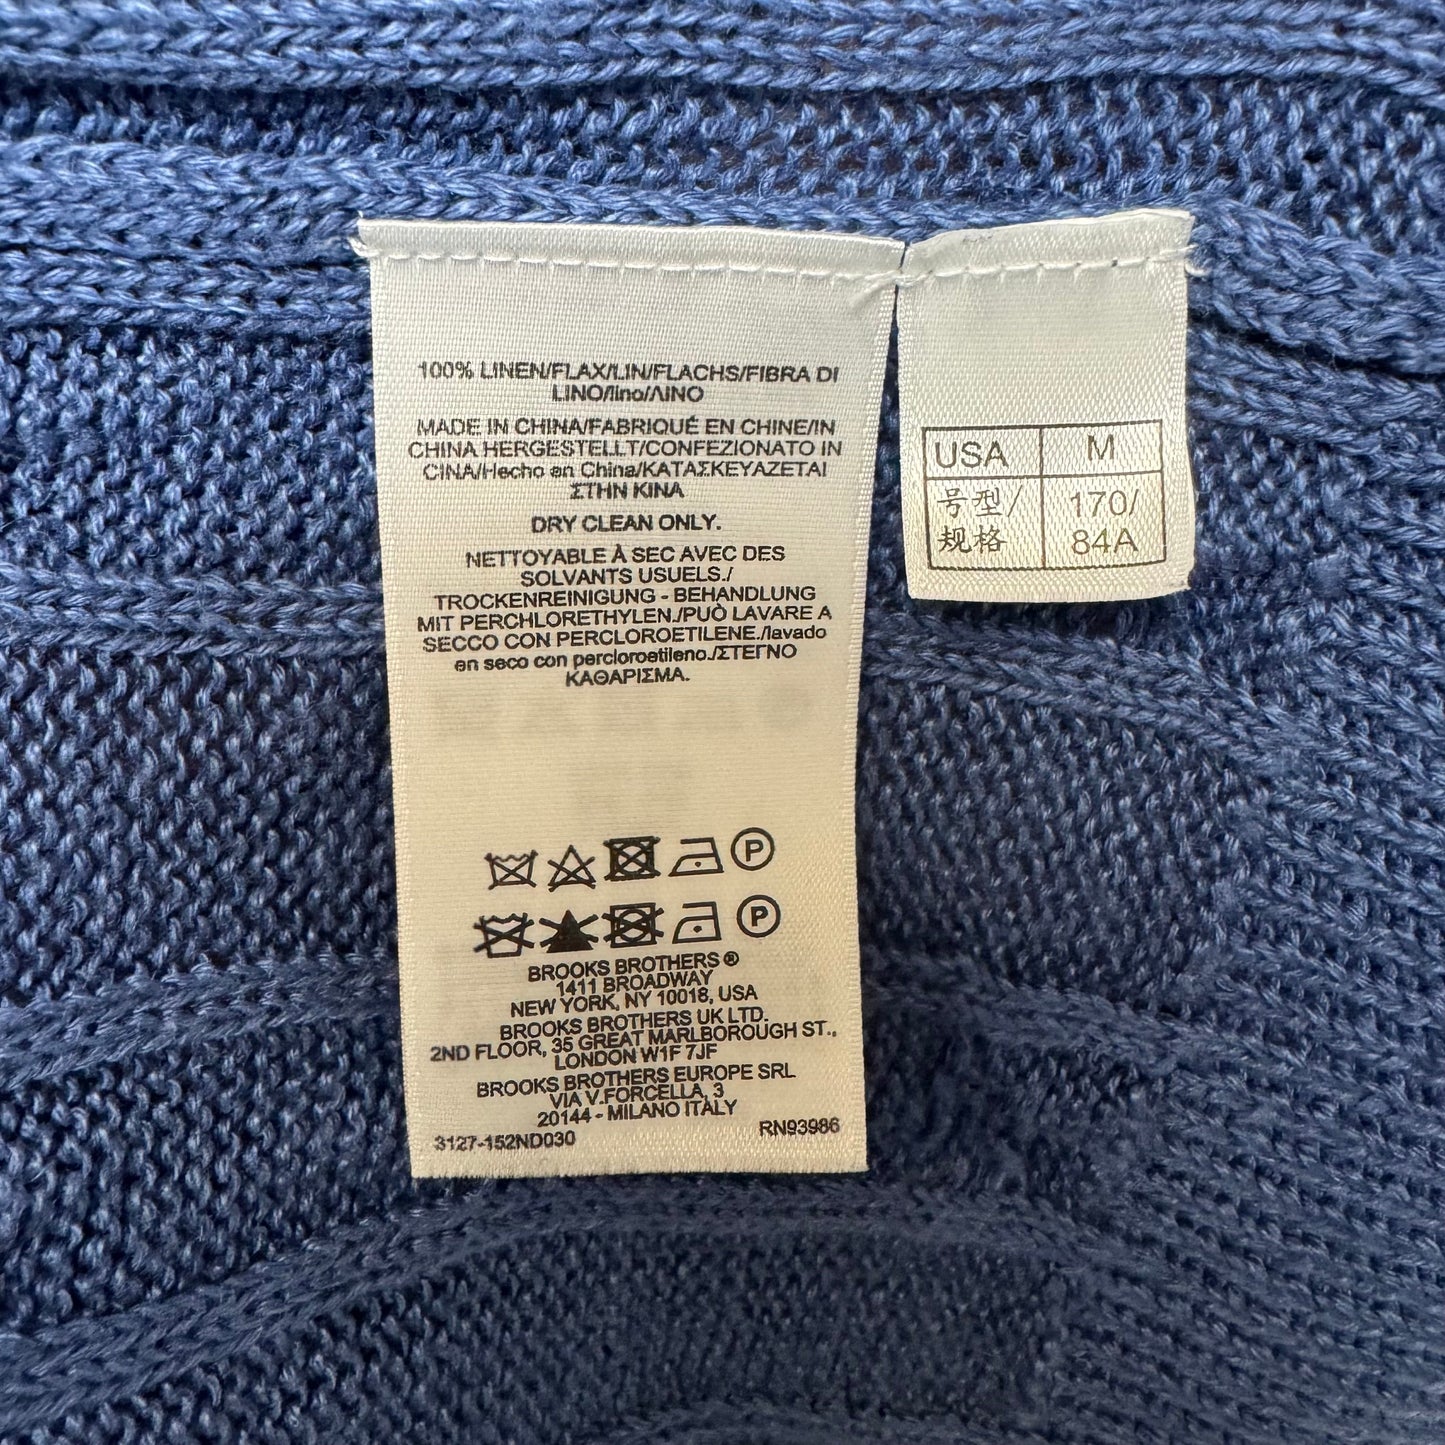 100% LINEN/FLAX/LIN/FLACHS/FIBRA DI
LINO/lino/ΛΙΝΟ
MADE IN CHINA/FABRIQUÉ EN CHINE/IN
CHINA HERGESTELLT/CONFEZIONATO IN
CINA/Hecho en China/ΚΑΤΑΣΚΕΥΑΖΕΤΑΙ
ΣΤΗΝ ΚΙΝΑ
DRY CLEAN ONLY.
NETTOYABLE À SEC AVEC DES
SOLVANTS USUELS./
TROCKENREINIGUNG - BEHANDLUNG
MIT PERCHLORETHYLEN./PUÒ LAVARE A
SECCO CON PERCLOROETILENE./lavado
en seco con percloroetileno./ΣΤΕΓΝΟ
ΚΑΘΑΡΙΣΜΑ.
P
P
BROOKS BROTHERS ®
1411 BROADWAY
NEW YORK, NY 10018, USA
BROOKS BROTHERS UK LTD.
2ND FLOOR, 35 GREAT MARLBOROUGH ST.,
LONDON W1F 7JF
BROOKS BROTHERS EUROPE SRL
VIA V.FORCELLA, 3
20144 - MILANO ITALY
3127-152ND030 RN93986
USA M
号型/ 170/
规格 84A